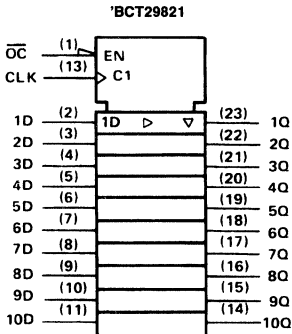 'BCT29821
OC (1) EN
CLK (13) C1
1D (2) 1D ▷ ▽ (23) 1Q
2D (3) (22) 2Q
3D (4) (21) 3Q
4D (5) (20) 4Q
5D (6) (19) 5Q
6D (7) (18) 6Q
7D (8) (17) 7Q
8D (9) (16) 8Q
9D (10) (15) 9Q
10D (11) (14) 10Q